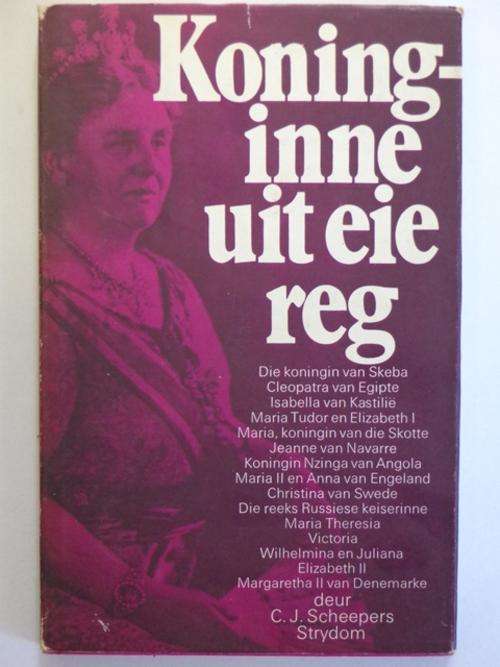 Koning-
inne
uit eie
reg
Die koningin van Skeba
Cleopatra van Egipte
Isabella van Kastilië
Maria Tudor en Elizabeth I
Maria, koningin van die Skotte
Jeanne van Navarre
Koningin Nzinga van Angola
Maria II en Anna van Engeland
Christina van Swede
Die reeks Russiese keiserinne
Maria Theresia
Victoria
Wilhelmina en Juliana
Elizabeth II
Margaretha II van Denemarke
deur
C. J. Scheepers
Strydom